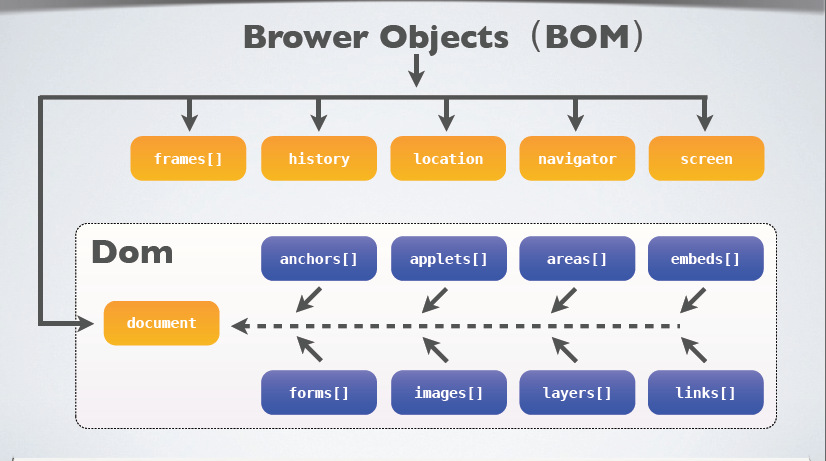 Brower Objects（BOM）
frames[] history location navigator screen
Dom
anchors[] applets[] areas[] embeds[]
document
forms[] images[] layers[] links[]